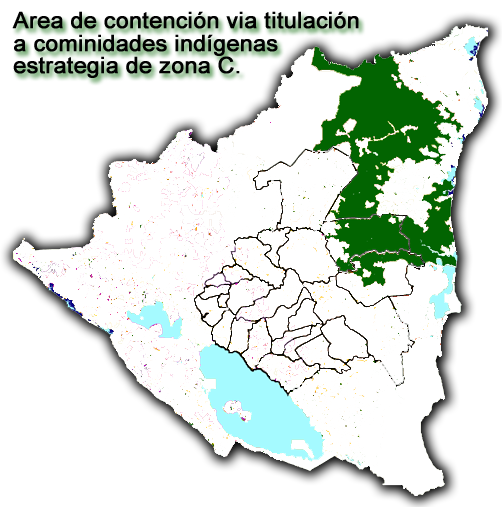 Area de contención via titulación
a cominidades indígenas
estrategia de zona C.